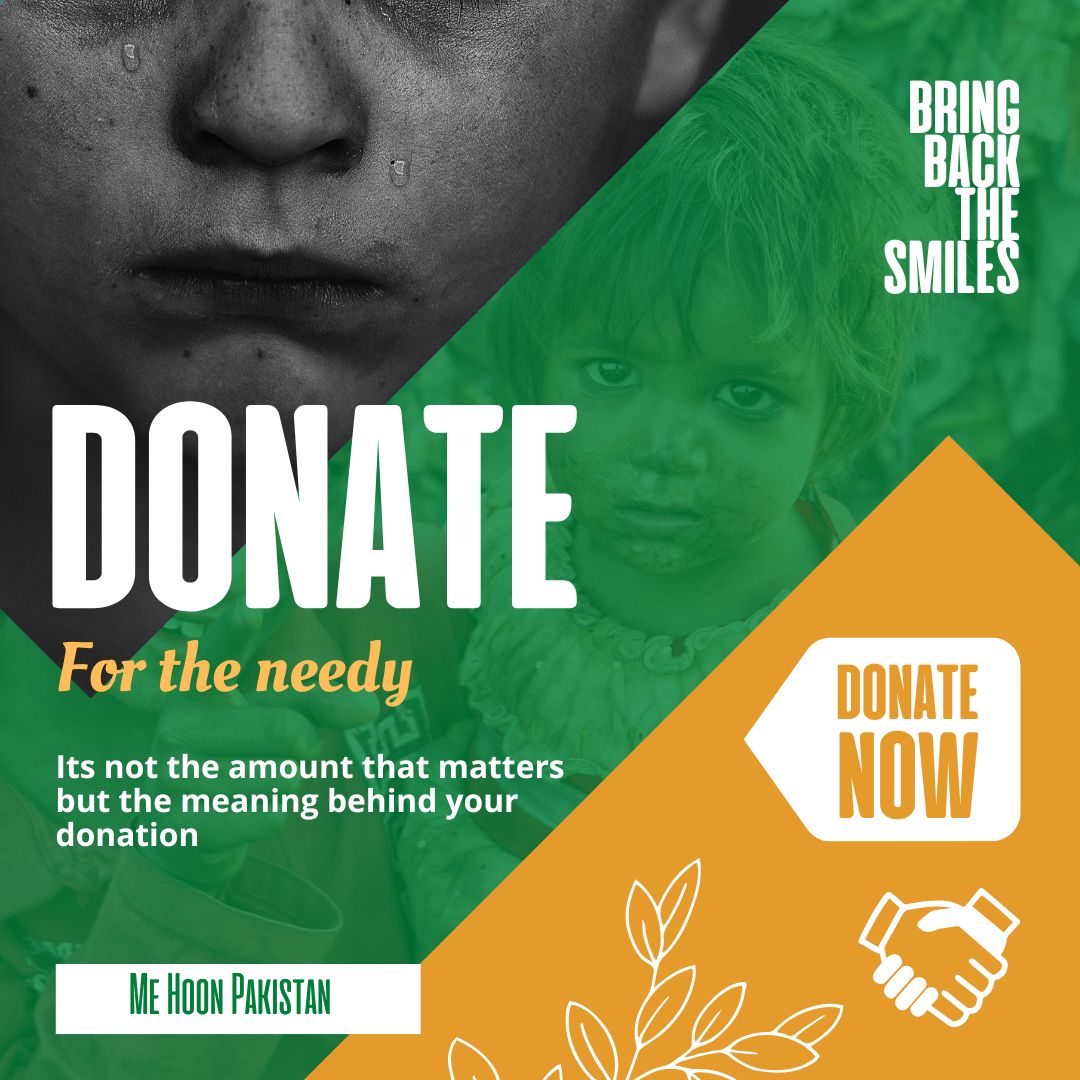 BRING
BACK
THE
SMILES
DONATE
For the needy
Its not the amount that matters
but the meaning behind your
donation
DONATE
NOW
Me Hoon Pakistan